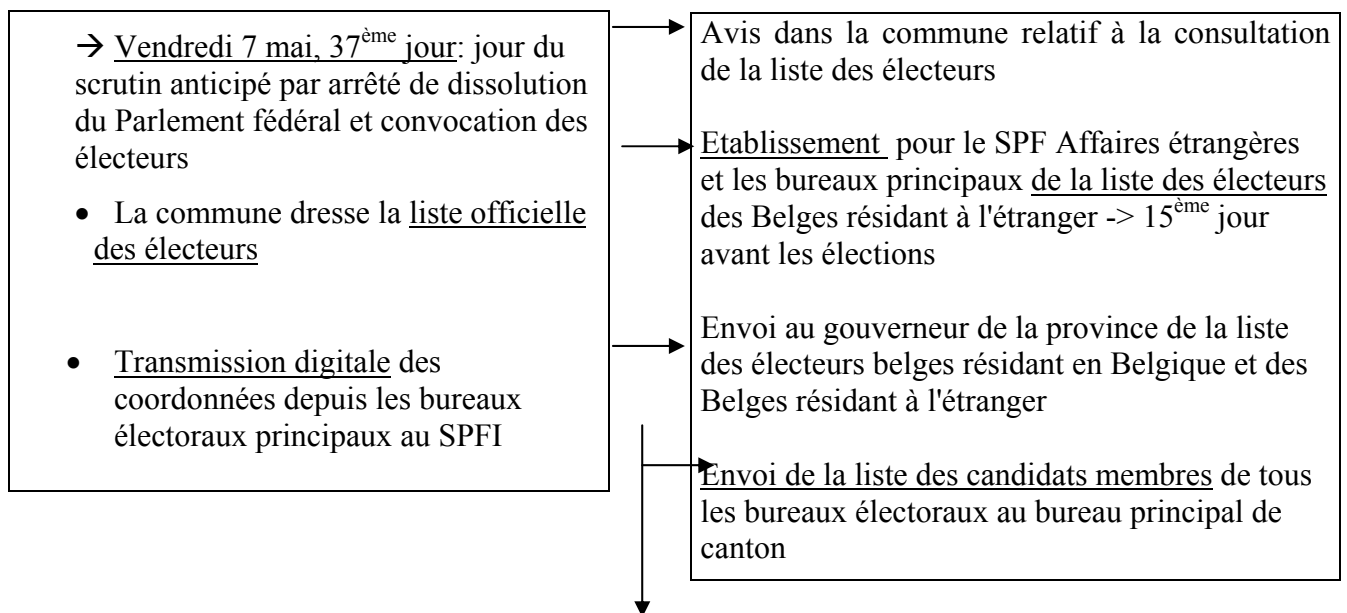 → Vendredi 7 mai, 37ème jour: jour du
scrutin anticipé par arrêté de dissolution
du Parlement fédéral et convocation des
électeurs
• La commune dresse la liste officielle
des électeurs
• Transmission digitale des
coordonnées depuis les bureaux
électoraux principaux au SPFI
Avis dans la commune relatif à la consultation
de la liste des électeurs
Etablissement pour le SPF Affaires étrangères
et les bureaux principaux de la liste des électeurs
des Belges résidant à l'étranger -> 15ème jour
avant les élections
Envoi au gouverneur de la province de la liste
des électeurs belges résidant en Belgique et des
Belges résidant à l'étranger
Envoi de la liste des candidats membres de tous
les bureaux électoraux au bureau principal de
canton